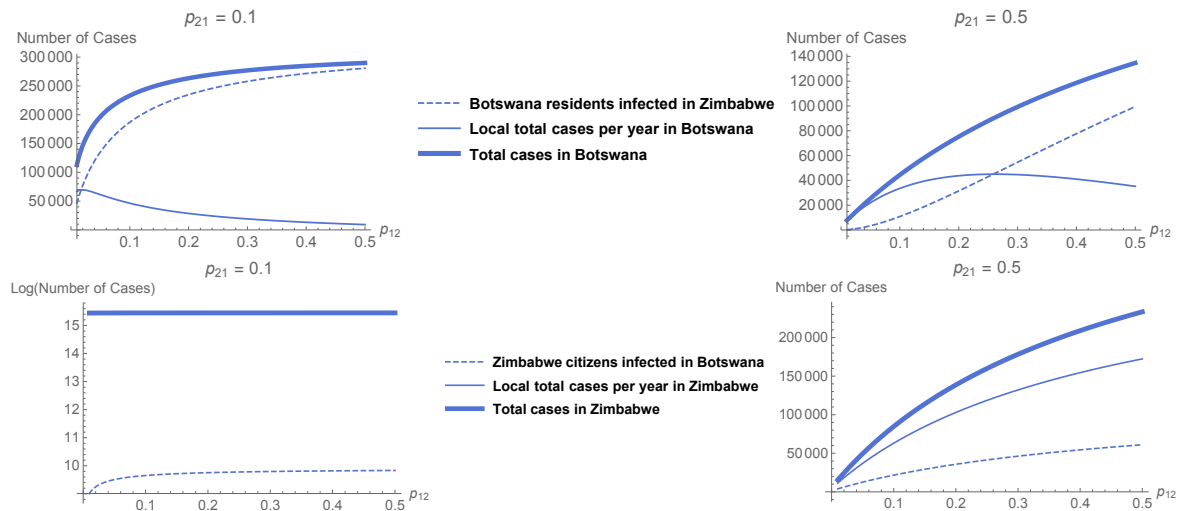 p21 = 0.1
Number of Cases
300 000
250 000
200 000
150 000
100 000
50 000
0.1 0.2 0.3 0.4 0.5 p12
Botswana residents infected in Zimbabwe
Local total cases per year in Botswana
Total cases in Botswana
p21 = 0.5
Number of Cases
140 000
120 000
100 000
80 000
60 000
40 000
20 000
0
0.1 0.2 0.3 0.4 0.5 p12
p21 = 0.1
Log(Number of Cases)
15
14
13
12
11
10
0.1 0.2 0.3 0.4 0.5 p12
Zimbabwe citizens infected in Botswana
Local total cases per year in Zimbabwe
Total cases in Zimbabwe
p21 = 0.5
Number of Cases
200 000
150 000
100 000
50 000
0.1 0.2 0.3 0.4 0.5 p12